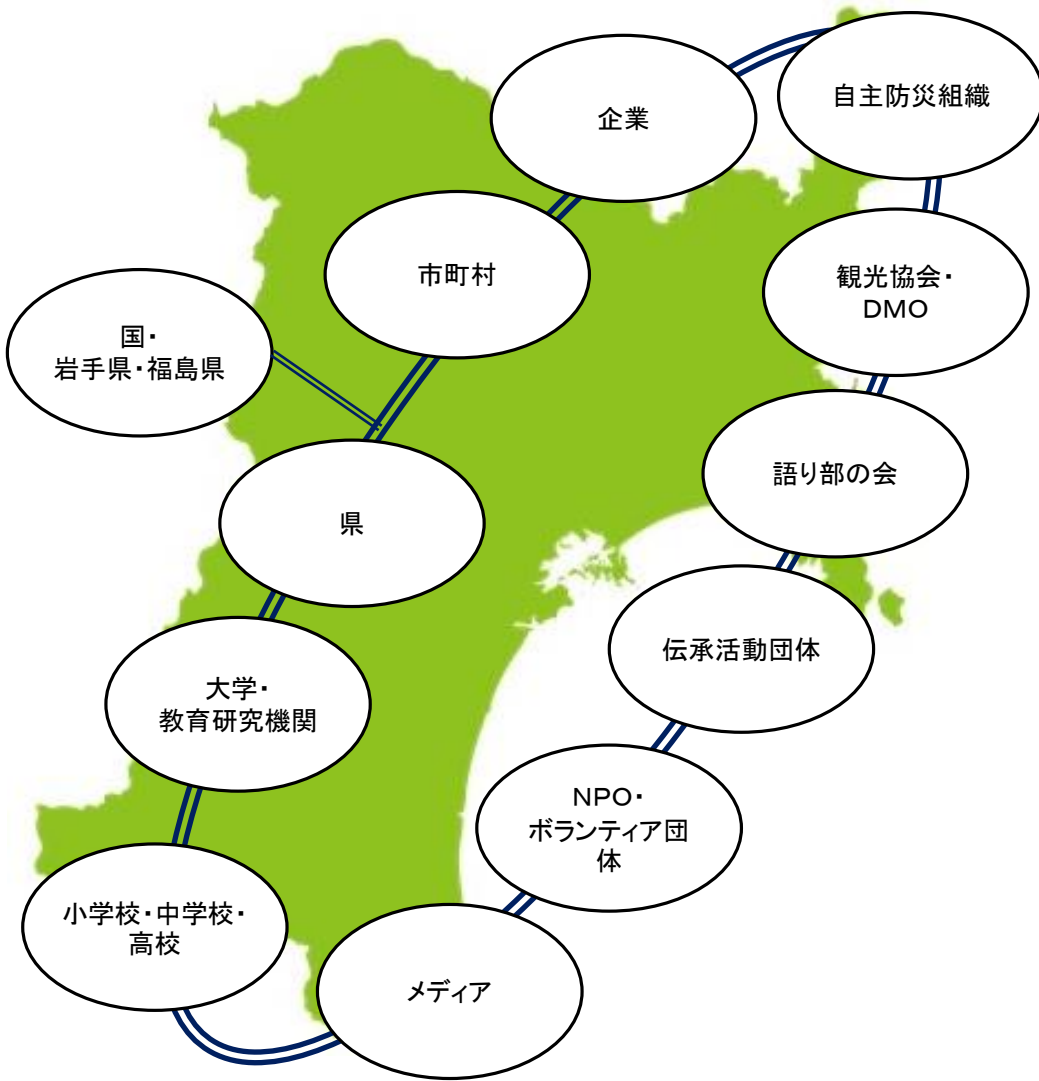 企業
自主防災組織
市町村
観光協会・
DMO
国・
岩手県・福島県
語り部の会
県
伝承活動団体
大学・
教育研究機関
NPO・
ボランティア団
体
小学校・中学校・
高校
メディア